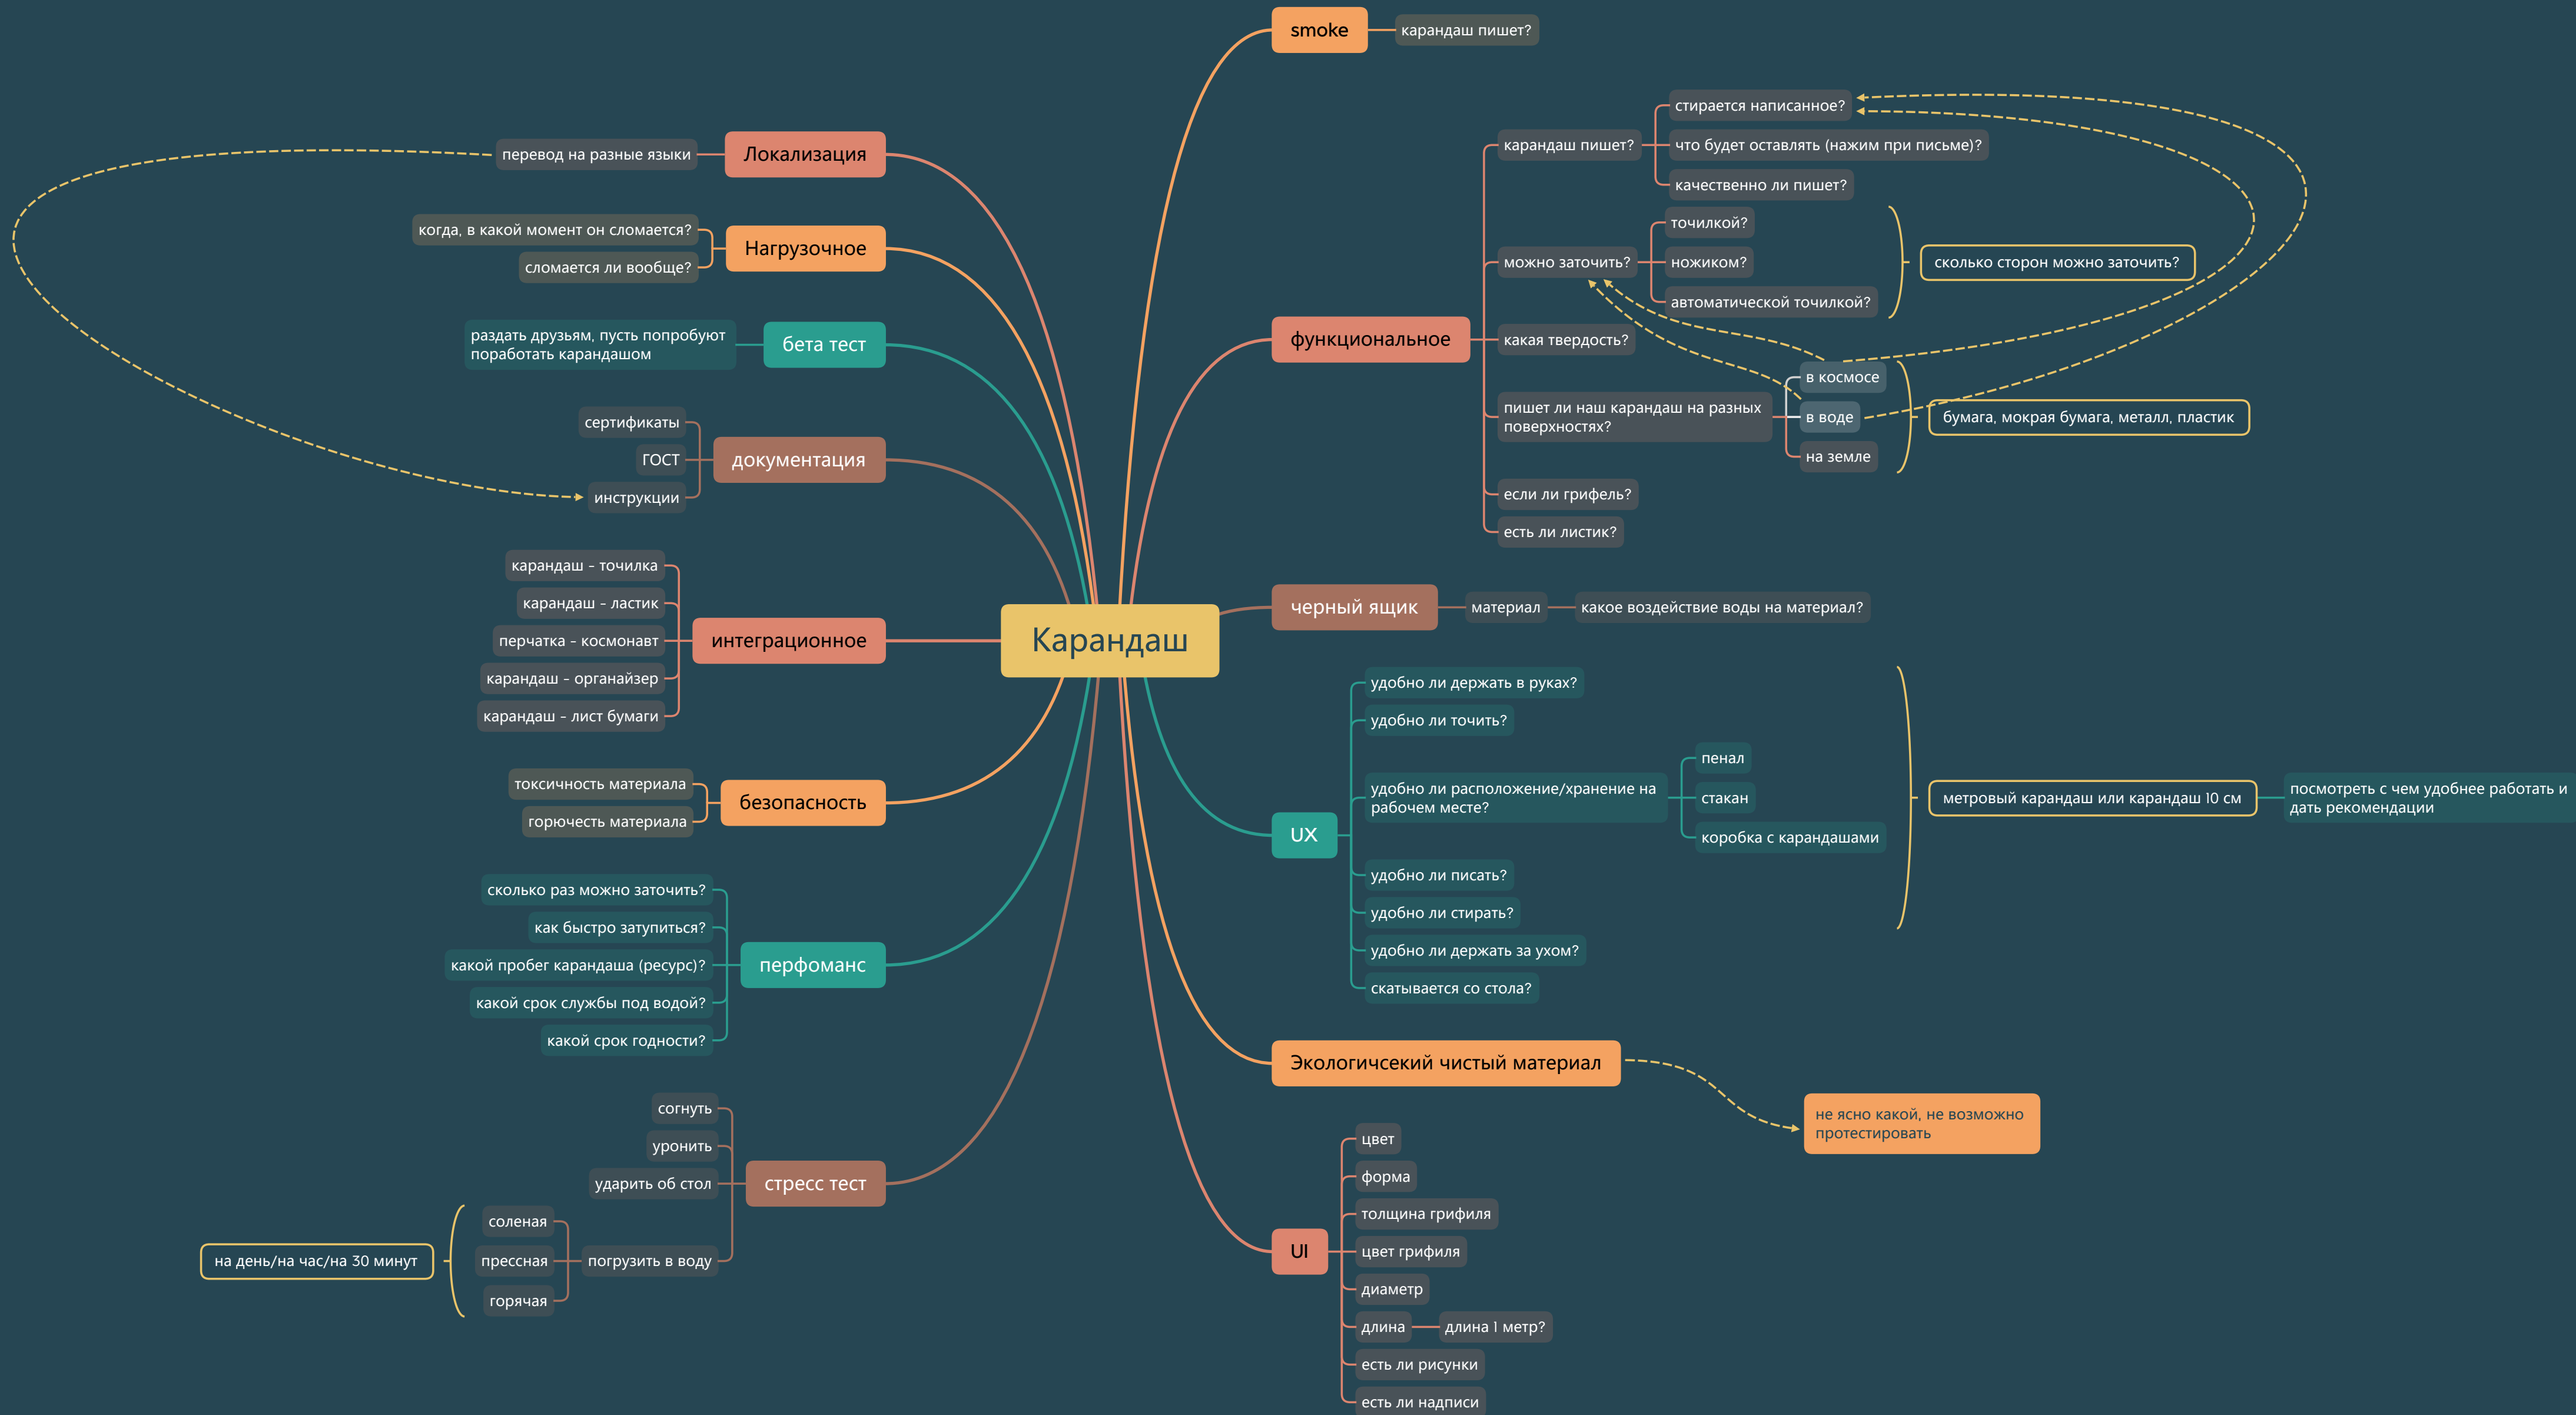 Карандаш
smoke
карандаш пишет?
функциональное
карандаш пишет?
стирается написанное?
что будет оставлять (нажим при письме)?
качественно ли пишет?
можно заточить?
точилкой?
ножиком?
автоматической точилкой?
сколько сторон можно заточить?
какая твердость?
пишет ли наш карандаш на разных
поверхностях?
в космосе
в воде
на земле
бумага, мокрая бумага, металл, пластик
если ли грифель?
есть ли листик?
черный ящик
материал
какое воздействие воды на материал?
UX
удобно ли держать в руках?
удобно ли точить?
удобно ли расположение/хранение на
рабочем месте?
пенал
стакан
коробка с карандашами
удобно ли писать?
удобно ли стирать?
удобно ли держать за ухом?
скатывается со стола?
метровый карандаш или карандаш 10 см
посмотреть с чем удобнее работать и
дать рекомендации
Экологичсекий чистый материал
не ясно какой, не возможно
протестировать
UI
цвет
форма
толщина грифиля
цвет грифиля
диаметр
длина
длина 1 метр?
есть ли рисунки
есть ли надписи
Локализация
перевод на разные языки
Нагрузочное
когда, в какой момент он сломается?
сломается ли вообще?
бета тест
раздать друзьям, пусть попробуют
поработать карандашом
документация
сертификаты
ГОСТ
инструкции
интеграционное
карандаш - точилка
карандаш - ластик
перчатка - космонавт
карандаш - органайзер
карандаш - лист бумаги
безопасность
токсичность материала
горючесть материала
перфоманс
сколько раз можно заточить?
как быстро затупиться?
какой пробег карандаша (ресурс)?
какой срок службы под водой?
какой срок годности?
стресс тест
согнуть
уронить
ударить об стол
погрузить в воду
соленая
прессная
горячая
на день/на час/на 30 минут